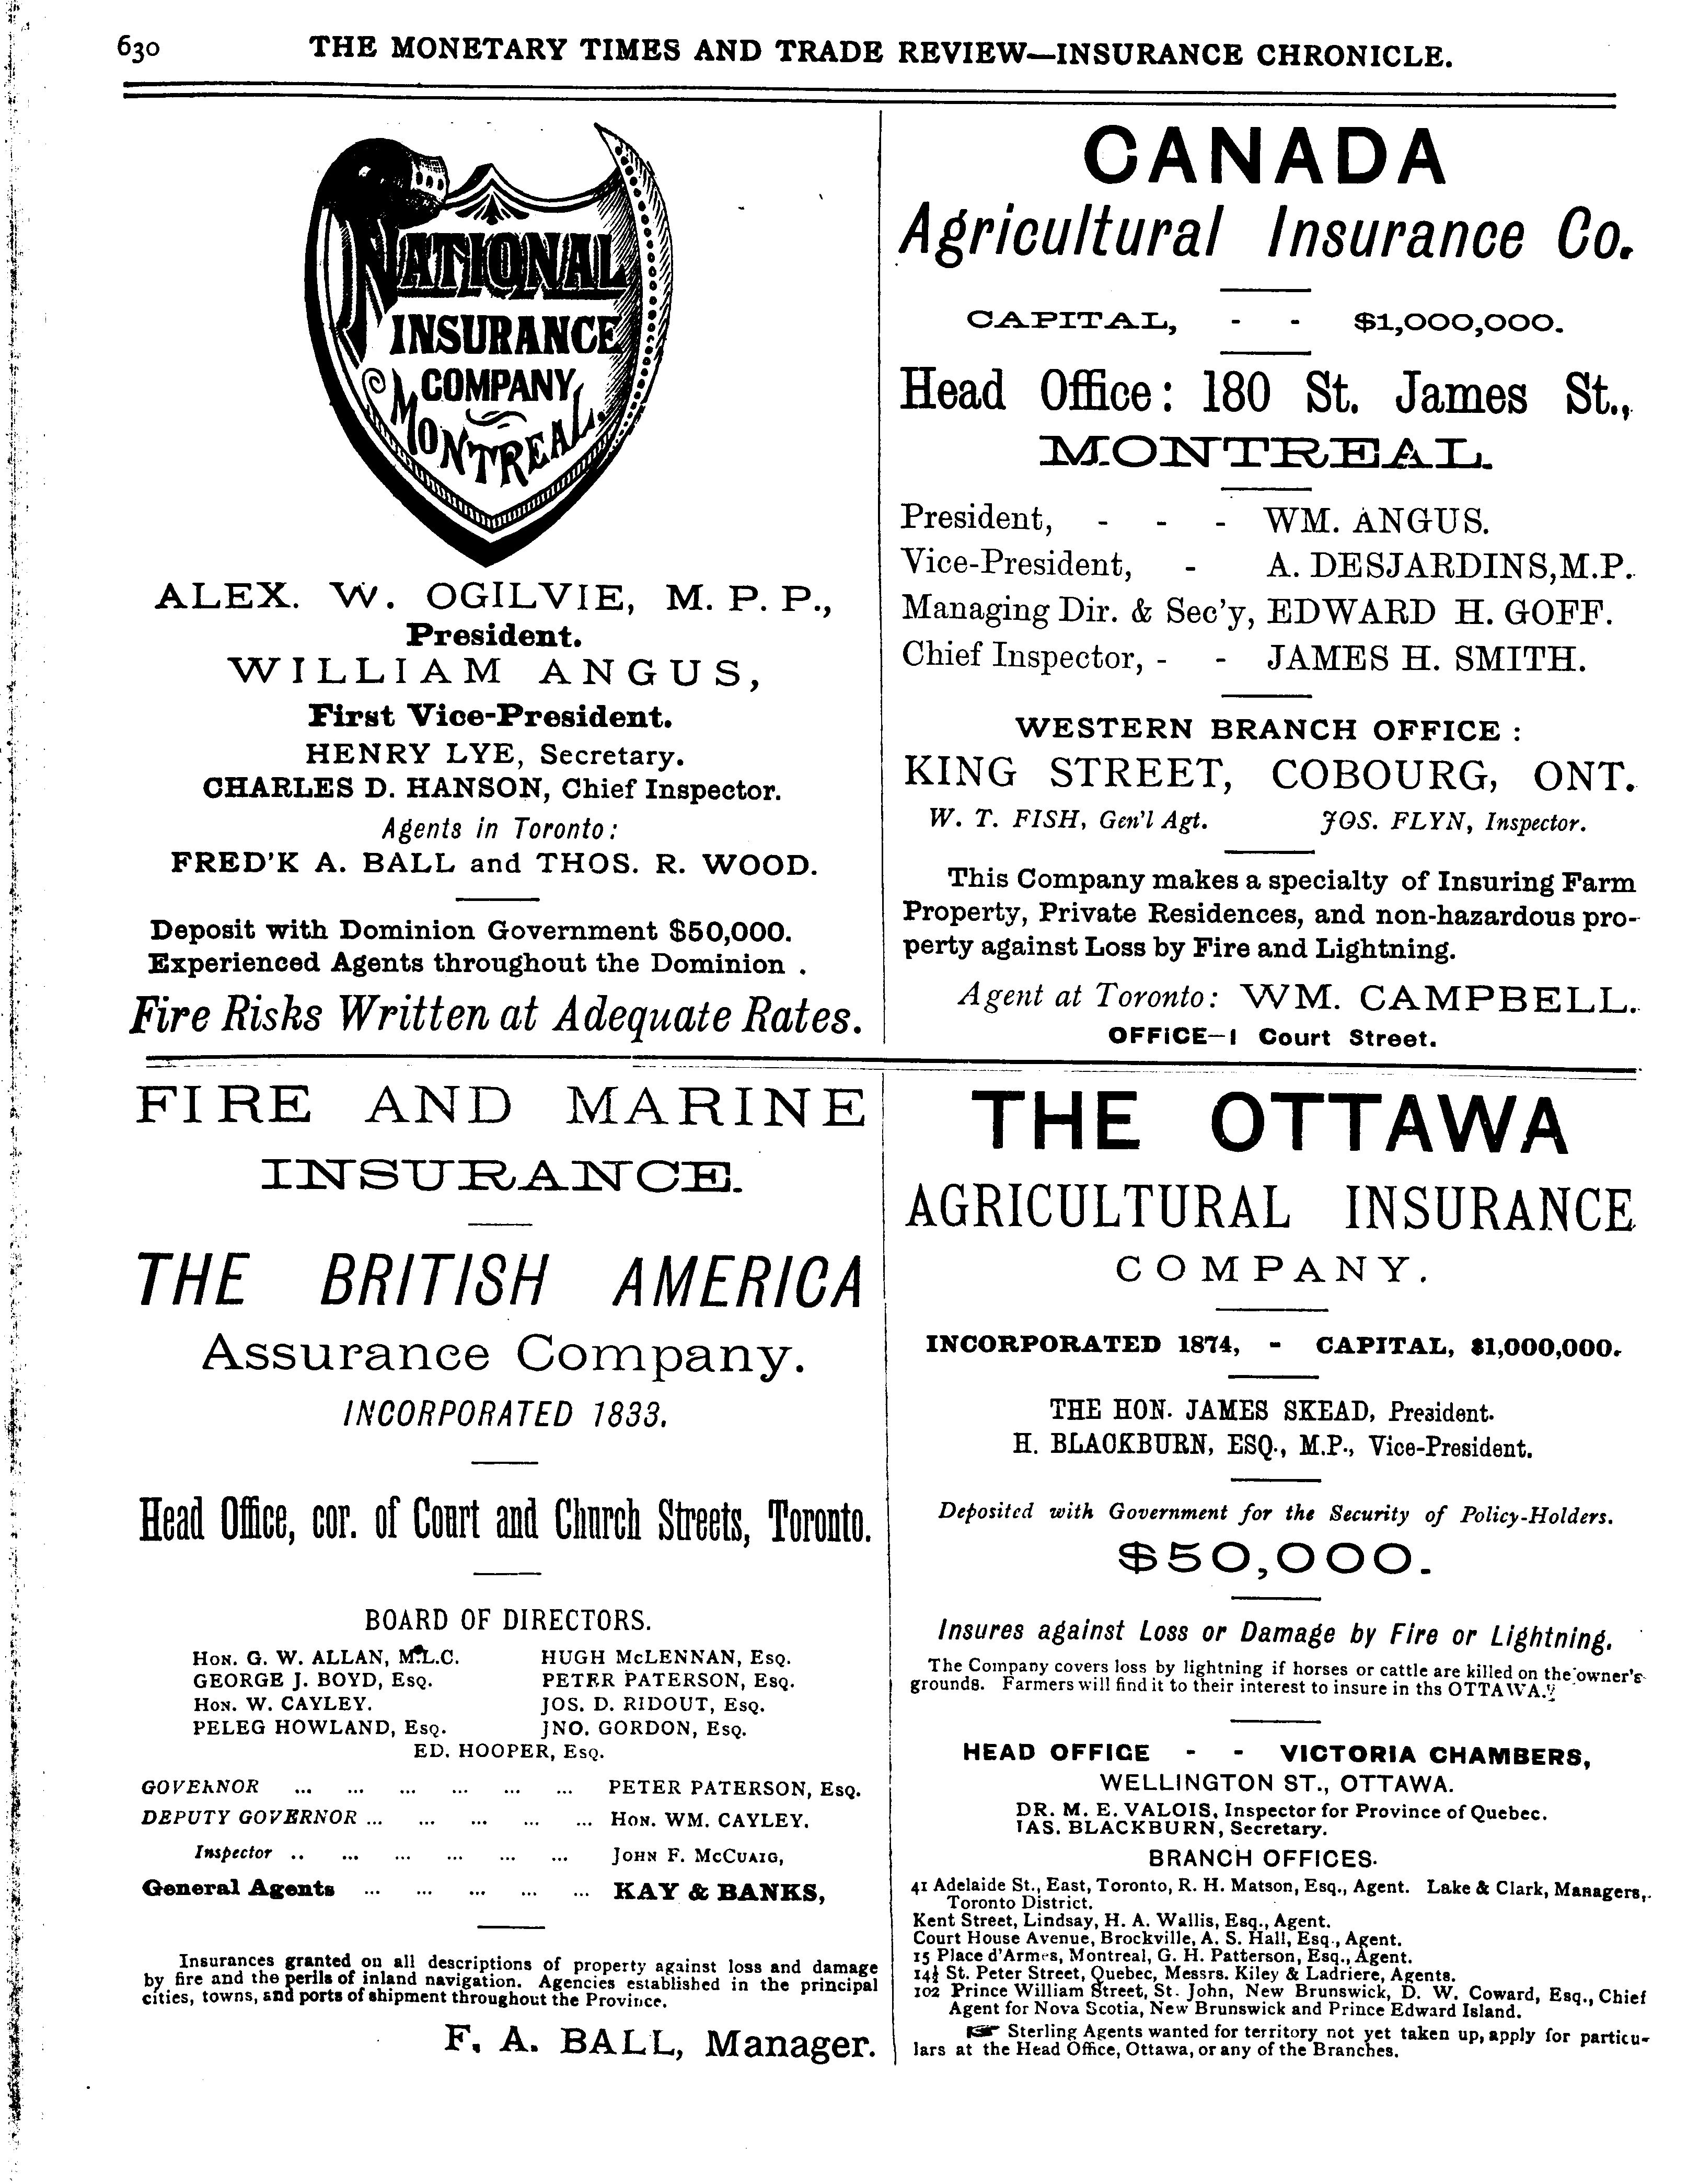 630 THE MONETARY TIMES AND TRADE REVIEW—INSURANCE CHRONICLE.
NATIONAL
INSURANCE
COMPANY
MONTREAL.
ALEX. W. OGILVIE, M. P. P.,
President.
WILLIAM ANGUS,
First Vice-President.
HENRY LYE, Secretary.
CHARLES D. HANSON, Chief Inspector.
Agents in Toronto:
FRED'K A. BALL and THOS. R. WOOD.
Deposit with Dominion Government $50,000.
Experienced Agents throughout the Dominion .
Fire Risks Written at Adequate Rates.
CANADA
Agricultural Insurance Co.
CAPITAL, - - $1,000,000.
Head Office: 180 St. James St.,
MONTREAL.
President, - - - WM. ANGUS.
Vice-President, - A. DESJARDINS, M.P.
Managing Dir. & Sec'y, EDWARD H. GOFF.
Chief Inspector, - - JAMES H. SMITH.
WESTERN BRANCH OFFICE :
KING STREET, COBOURG, ONT.
W. T. FISH, Gen'l Agt. JOS. FLYN, Inspector.
This Company makes a specialty of Insuring Farm
Property, Private Residences, and non-hazardous pro-
perty against Loss by Fire and Lightning.
Agent at Toronto: WM. CAMPBELL.
OFFICE—1 Court Street.
FIRE AND MARINE
INSURANCE.
THE BRITISH AMERICA
Assurance Company.
INCORPORATED 1833.
Head Office, cor. of Court and Church Streets, Toronto.
BOARD OF DIRECTORS.
HON. G. W. ALLAN, M.L.C. HUGH McLENNAN, ESQ.
GEORGE J. BOYD, ESQ. PETER PATERSON, ESQ.
HON. W. CAYLEY. JOS. D. RIDOUT, ESQ.
PELEG HOWLAND, ESQ. JNO. GORDON, ESQ.
ED. HOOPER, ESQ.
GOVERNOR ... ... ... ... ... ... PETER PATERSON, ESQ.
DEPUTY GOVERNOR ... ... ... ... ... HON. WM. CAYLEY.
Inspector .. ... ... ... ... ... JOHN F. McCUAIG,
General Agents ... ... ... ... ... KAY & BANKS,
Insurances granted on all descriptions of property against loss and damage
by fire and the perils of inland navigation. Agencies established in the principal
cities, towns, and ports of shipment throughout the Province.
F. A. BALL, Manager.
THE OTTAWA
AGRICULTURAL INSURANCE
COMPANY.
INCORPORATED 1874, - CAPITAL, $1,000,000.
THE HON. JAMES SKEAD, President.
H. BLACKBURN, ESQ., M.P., Vice-President.
Deposited with Government for the Security of Policy-Holders.
$50,000.
Insures against Loss or Damage by Fire or Lightning.
The Company covers loss by lightning if horses or cattle are killed on the owner's
grounds. Farmers will find it to their interest to insure in ths OTTAWA.
HEAD OFFICE - - VICTORIA CHAMBERS,
WELLINGTON ST., OTTAWA.
DR. M. E. VALOIS, Inspector for Province of Quebec.
JAS. BLACKBURN, Secretary.
BRANCH OFFICES.
41 Adelaide St., East, Toronto, R. H. Matson, Esq., Agent. Lake & Clark, Managers,
Toronto District.
Kent Street, Lindsay, H. A. Wallis, Esq., Agent.
Court House Avenue, Brockville, A. S. Hall, Esq., Agent.
15 Place d'Armes, Montreal, G. H. Patterson, Esq., Agent.
14½ St. Peter Street, Quebec, Messrs. Kiley & Ladriere, Agents.
102 Prince William Street, St. John, New Brunswick, D. W. Coward, Esq., Chief
Agent for Nova Scotia, New Brunswick and Prince Edward Island.
☞ Sterling Agents wanted for territory not yet taken up, apply for particu-
lars at the Head Office, Ottawa, or any of the Branches.